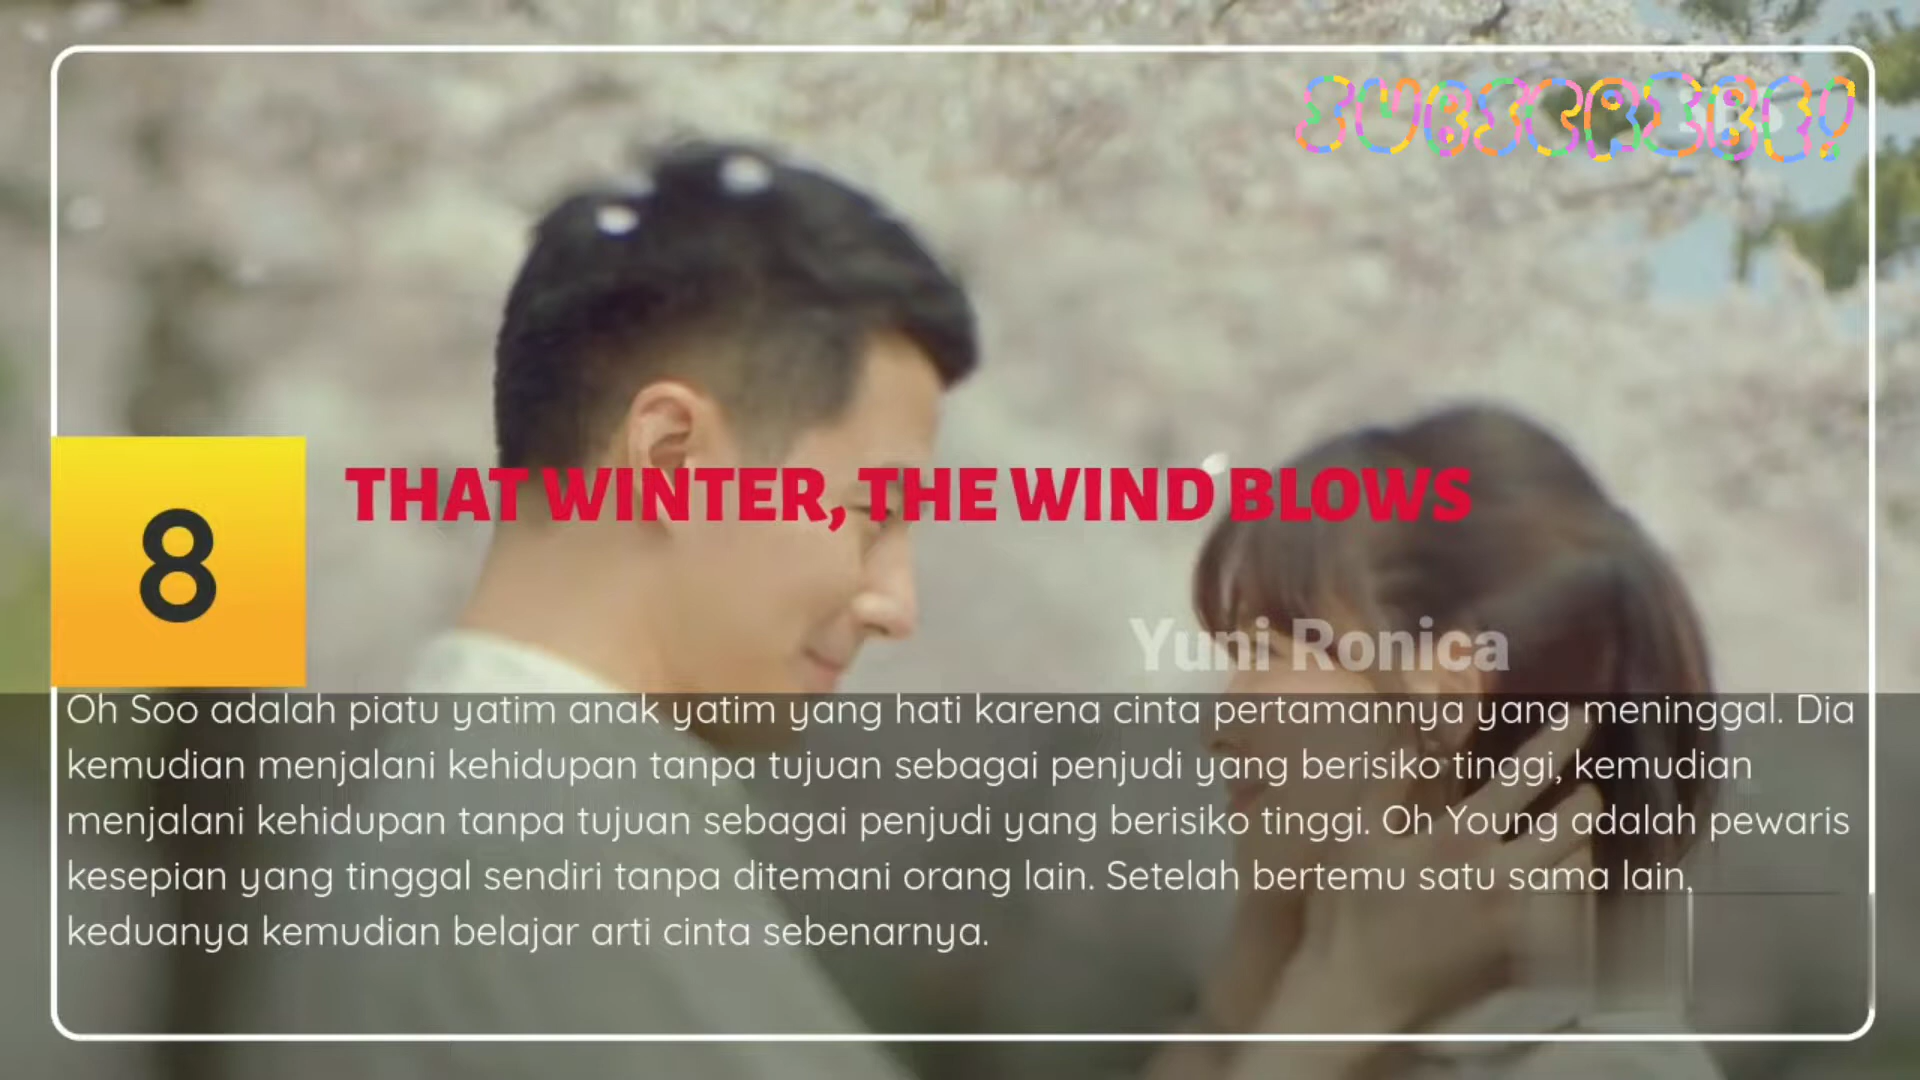 SUBSCRIBE!
8
THAT WINTER, THE WIND BLOWS
Yuni Ronica
Oh Soo adalah piatu yatim anak yatim yang hati karena cinta pertamannya yang meninggal. Dia
kemudian menjalani kehidupan tanpa tujuan sebagai penjudi yang berisiko tinggi, kemudian
menjalani kehidupan tanpa tujuan sebagai penjudi yang berisiko tinggi. Oh Young adalah pewaris
kesepian yang tinggal sendiri tanpa ditemani orang lain. Setelah bertemu satu sama lain,
keduanya kemudian belajar arti cinta sebenarnya.